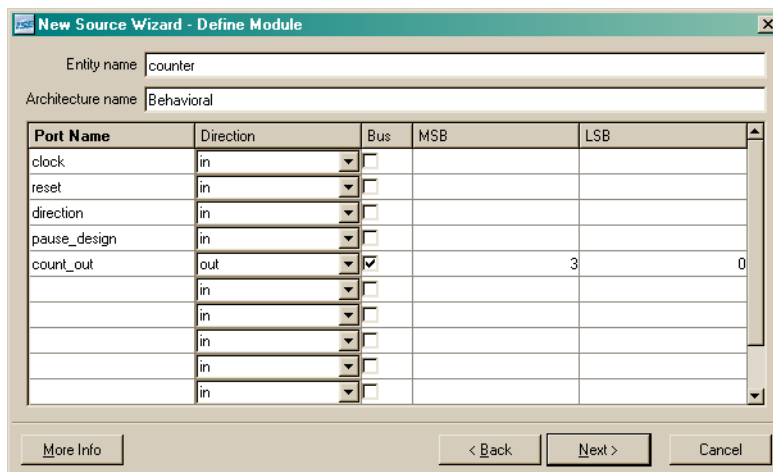 ISE New Source Wizard - Define Module
Entity name counter
Architecture name Behavioral
Port Name Direction Bus MSB LSB
clock in
reset in
direction in
pause_design in
count_out out 3 0
in
in
in
in
in
More Info < Back Next > Cancel